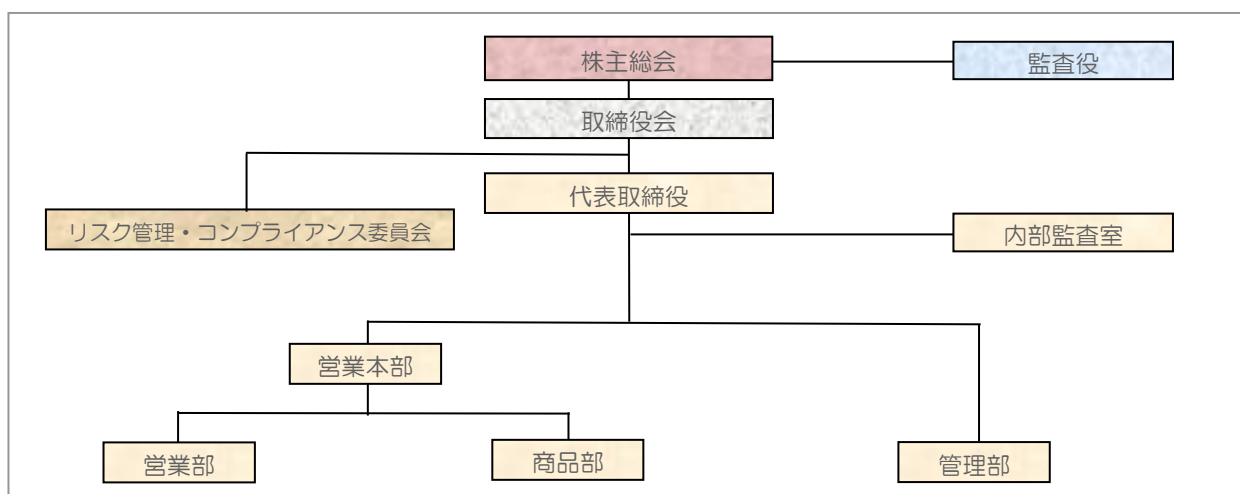 株主総会
監査役
取締役会
代表取締役
リスク管理・コンプライアンス委員会
内部監査室
営業本部
営業部
商品部
管理部